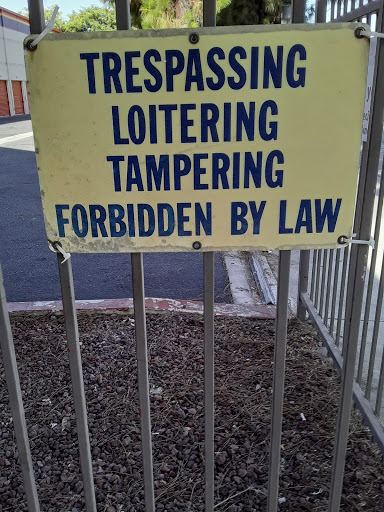 TRESPASSING
LOITERING
TAMPERING
FORBIDDEN BY LAW